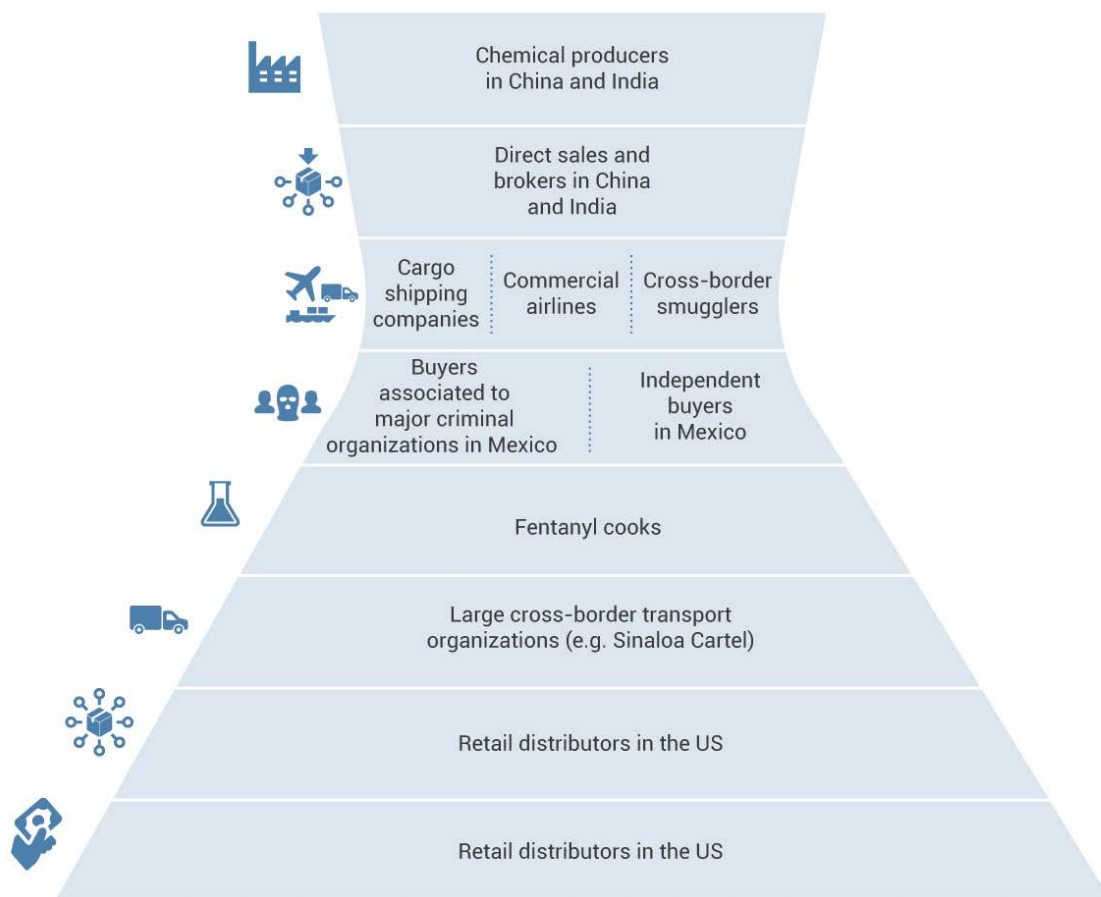 Chemical producers
in China and India
Direct sales and
brokers in China
and India
Cargo
shipping
companies
Commercial
airlines
Cross-border
smugglers
Buyers
associated to
major criminal
organizations in Mexico
Independent
buyers
in Mexico
Fentanyl cooks
Large cross-border transport
organizations (e.g. Sinaloa Cartel)
Retail distributors in the US
Retail distributors in the US